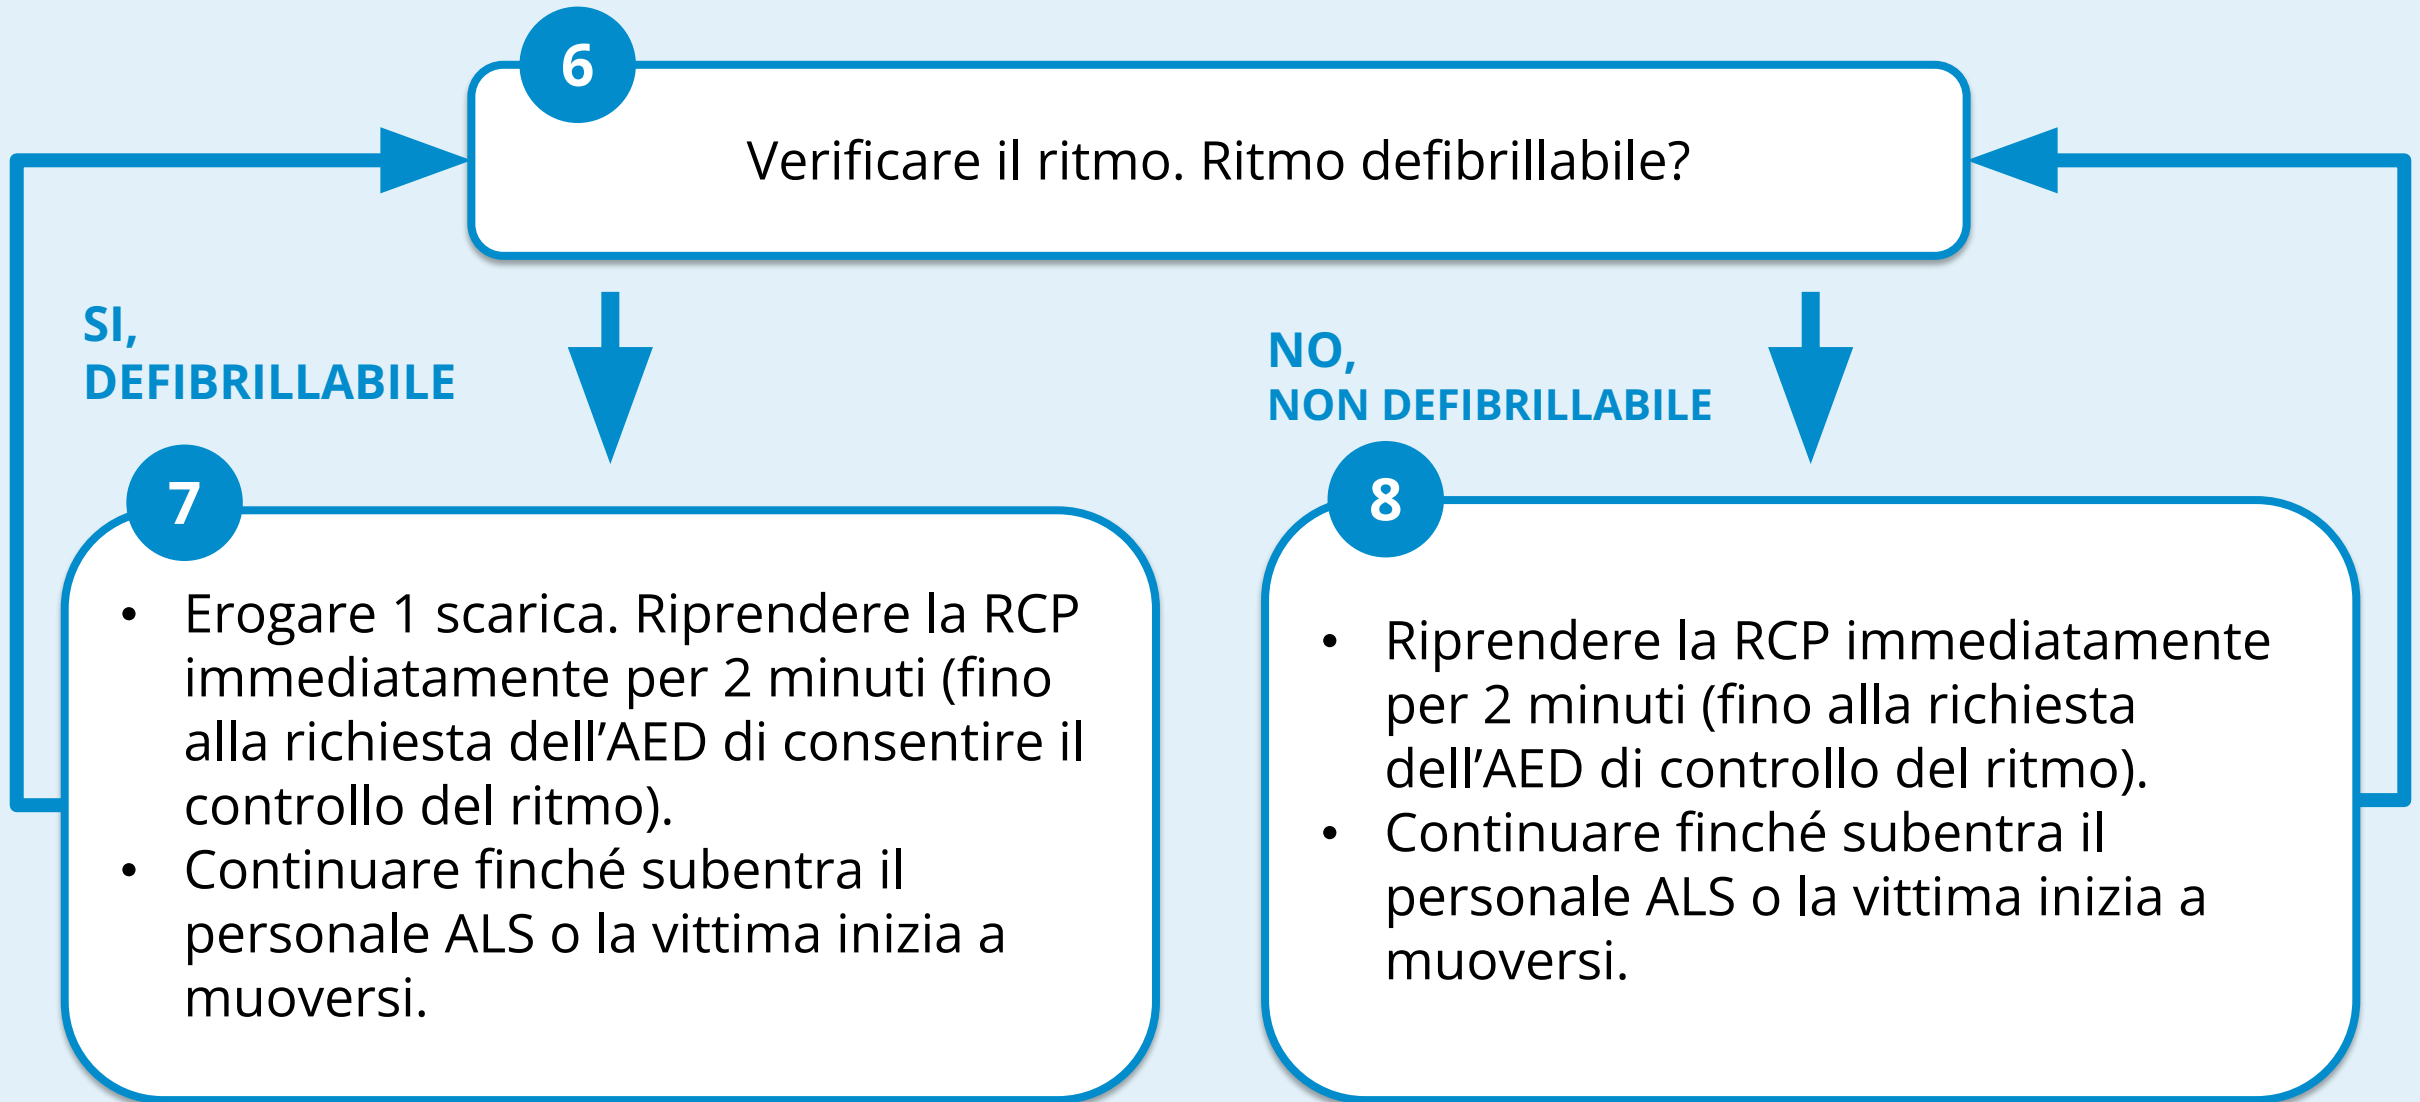 6
Verificare il ritmo. Ritmo defibrillabile?
SI,
DEFIBRILLABILE
NO,
NON DEFIBRILLABILE
7
• Erogare 1 scarica. Riprendere la RCP
immediatamente per 2 minuti (fino
alla richiesta dell’AED di consentire il
controllo del ritmo).
• Continuare finché subentra il
personale ALS o la vittima inizia a
muoversi.
8
• Riprendere la RCP immediatamente
per 2 minuti (fino alla richiesta
dell’AED di controllo del ritmo).
• Continuare finché subentra il
personale ALS o la vittima inizia a
muoversi.